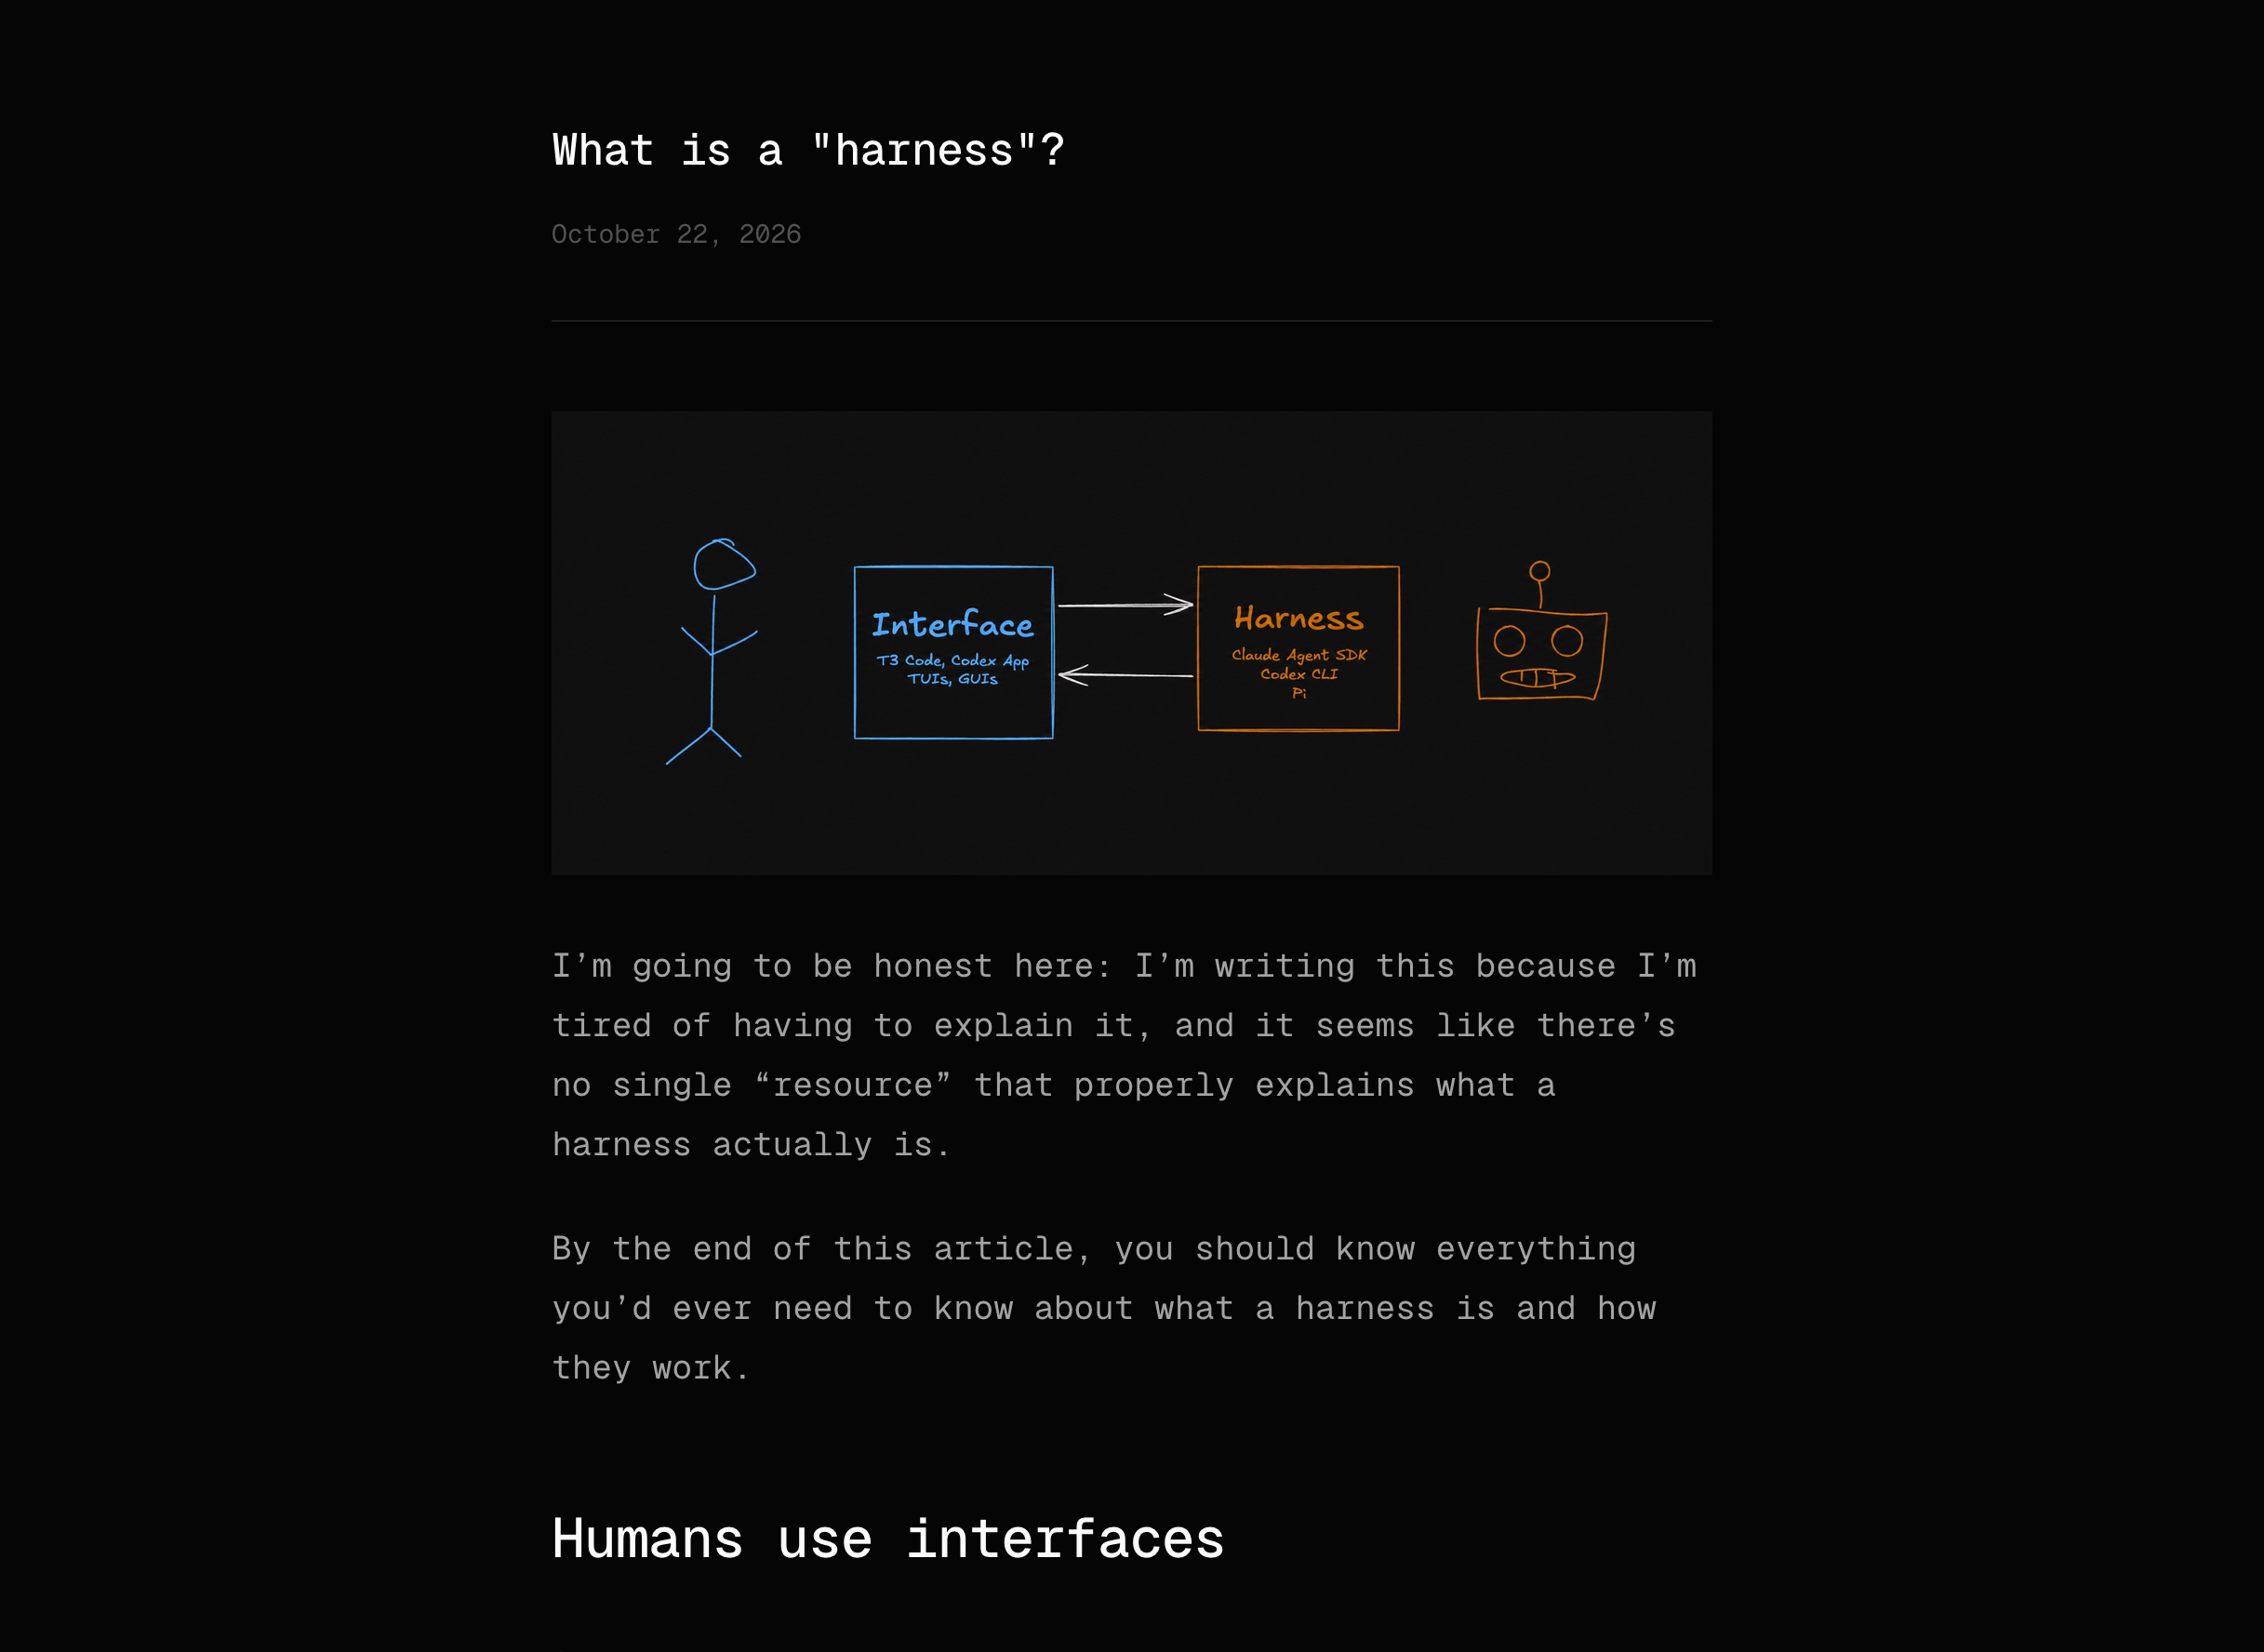 What is a "harness"?
October 22, 2026
Interface
T3 Code, Codex App
TUIs, GUIs
Harness
Claude Agent SDK
Codex CLI
Pi
I’m going to be honest here: I’m writing this because I’m
tired of having to explain it, and it seems like there’s
no single “resource” that properly explains what a
harness actually is.
By the end of this article, you should know everything
you’d ever need to know about what a harness is and how
they work.
Humans use interfaces